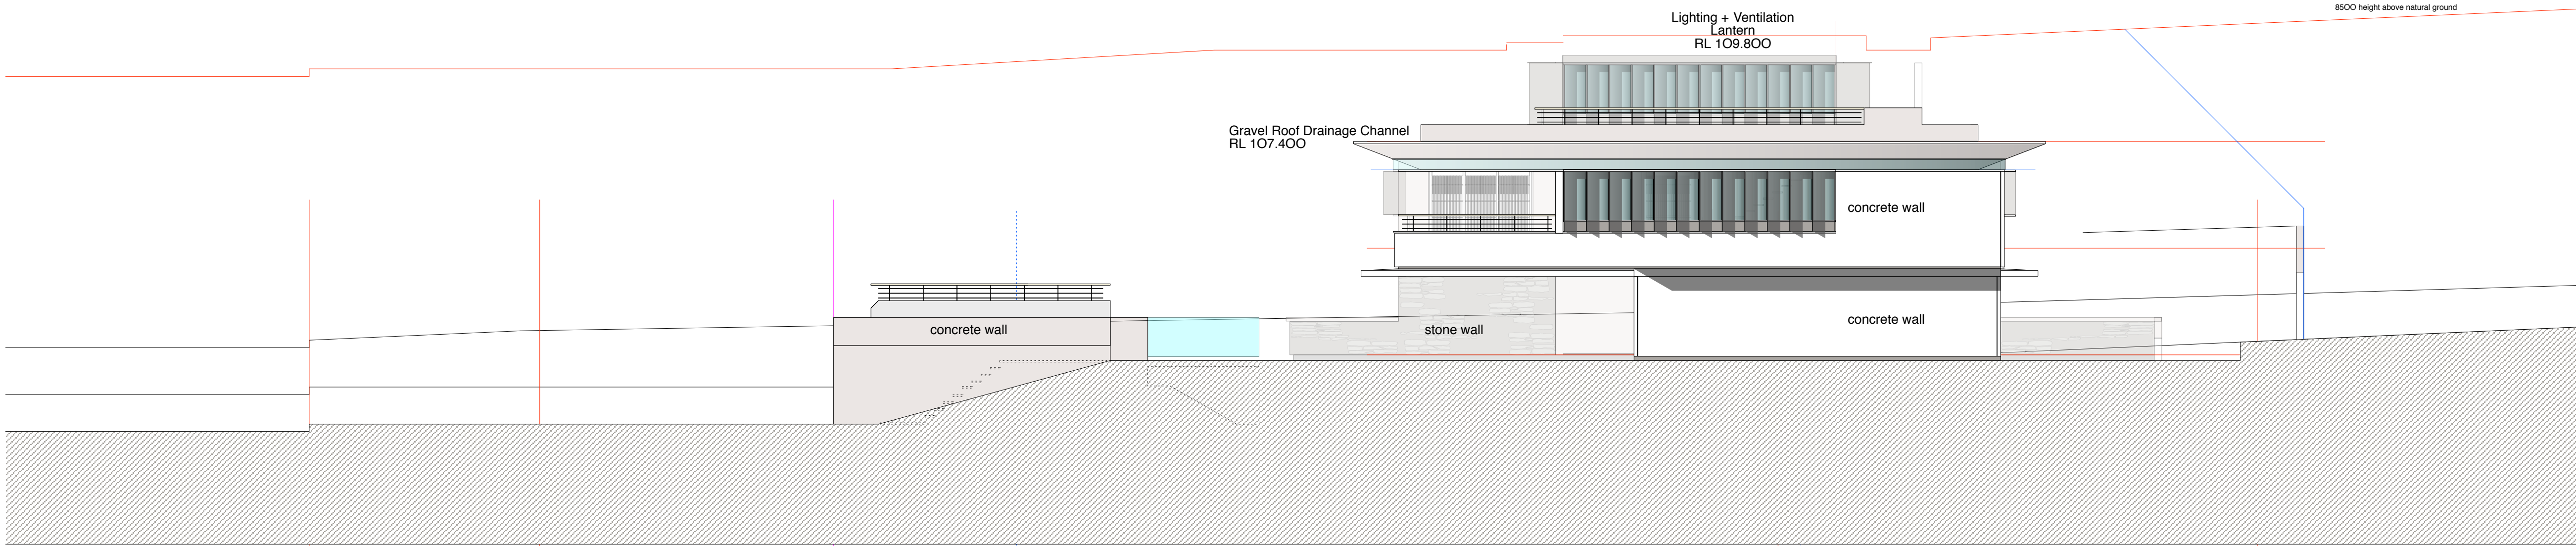 8500 height above natural ground
Lighting + Ventilation
Lantern
RL 109.800
Gravel Roof Drainage Channel
RL 107.400
concrete wall
concrete wall
stone wall
concrete wall